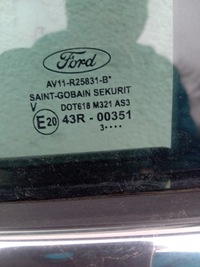 Ford
AV11-R25831-B*
SAINT-GOBAIN SEKURIT
V DOT618 M321 AS3
E20 43R - 00351
3••••